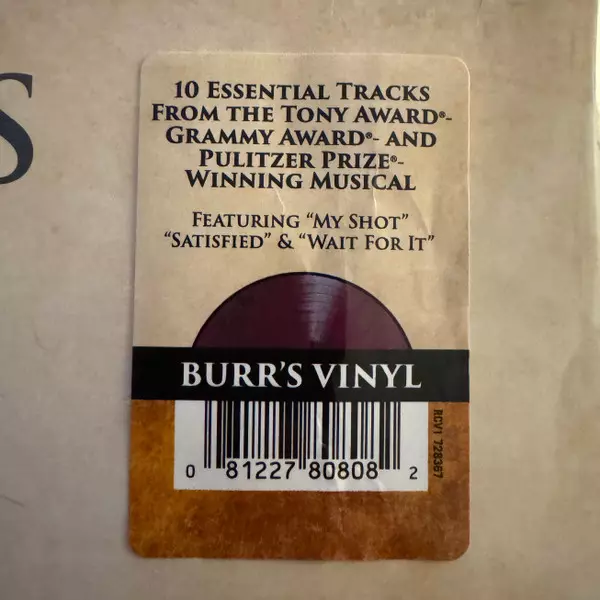 S
10 ESSENTIAL TRACKS
FROM THE TONY AWARD®-
GRAMMY AWARD®- AND
PULITZER PRIZE®-
WINNING MUSICAL
FEATURING “MY SHOT”
“SATISFIED” & “WAIT FOR IT”
BURR'S VINYL
0 81227 80808 2
RCV1 728367